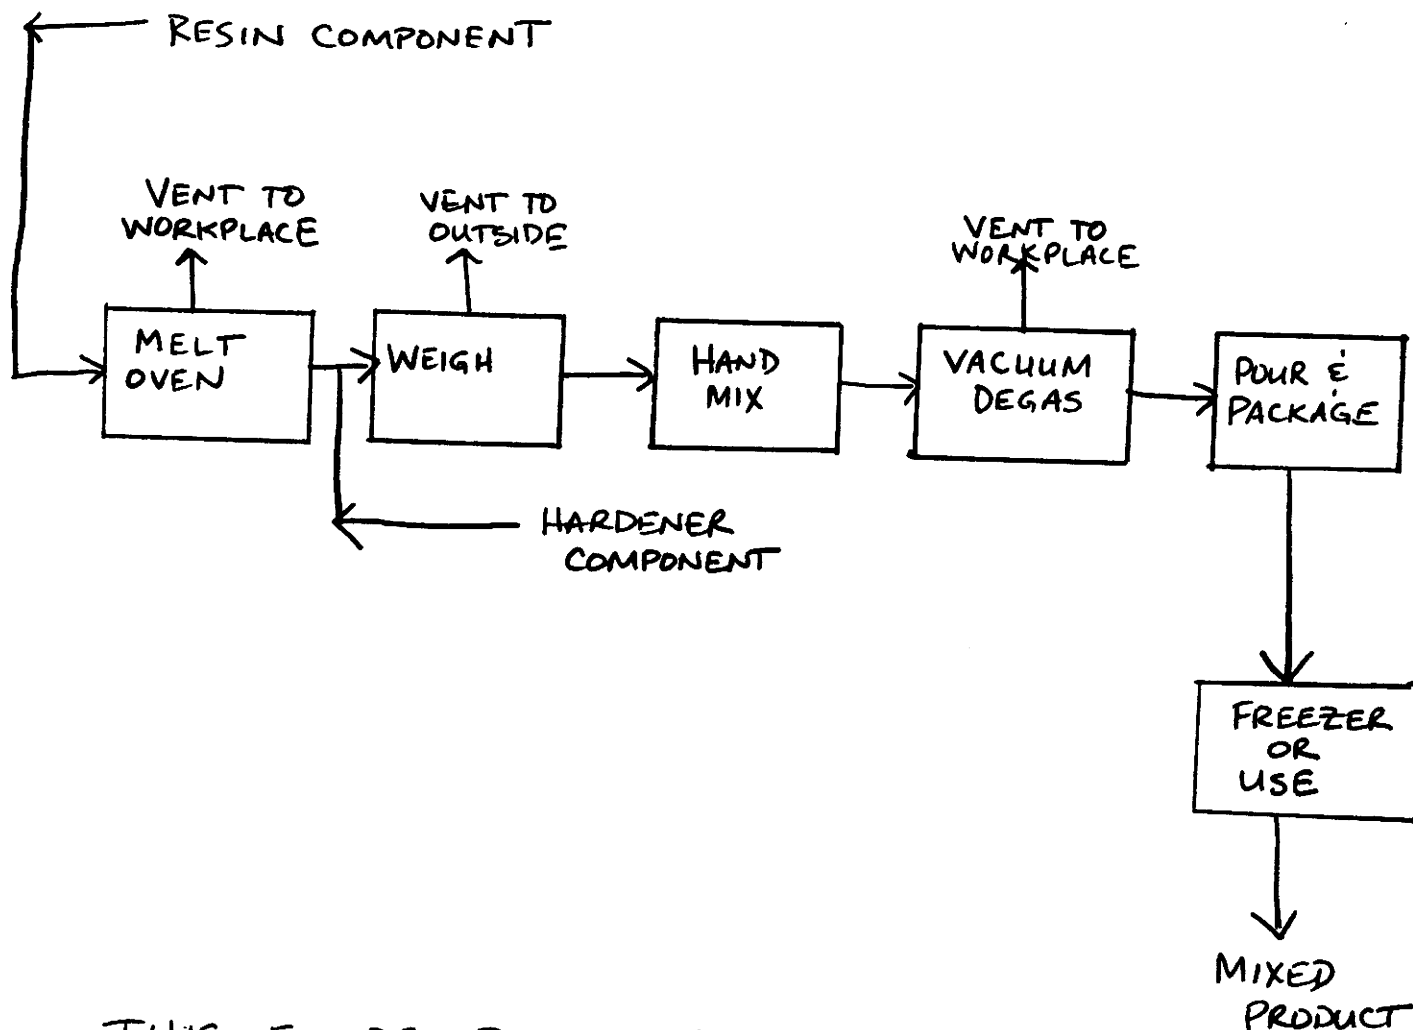 RESIN COMPONENT
VENT TO
WORKPLACE
VENT TO
OUTSIDE
VENT TO
WORKPLACE
MELT
OVEN
WEIGH
HAND
MIX
VACUUM
DEGAS
POUR &
PACKAGE
HARDENER
COMPONENT
FREEZER
OR
USE
MIXED
PRODUCT
THIS